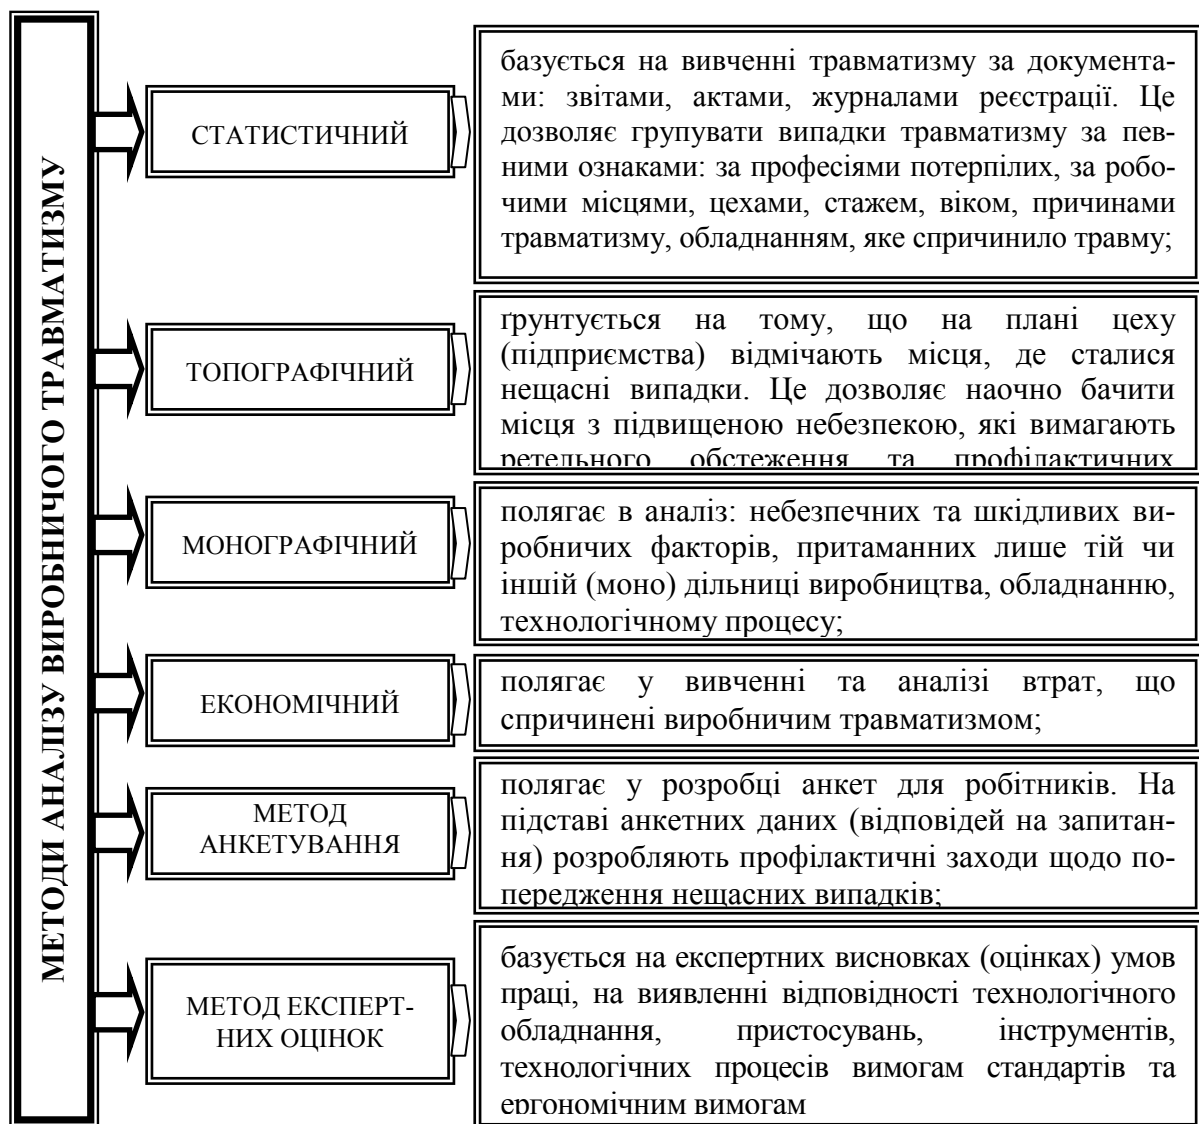 МЕТОДИ АНАЛІЗУ ВИРОБНИЧОГО ТРАВМАТИЗМУ
СТАТИСТИЧНИЙ
базується на вивченні травматизму за документа-
ми: звітами, актами, журналами реєстрації. Це
дозволяє групувати випадки травматизму за пев-
ними ознаками: за професіями потерпілих, за робо-
чими місцями, цехами, стажем, віком, причинами
травматизму, обладнанням, яке спричинило травму;
ТОПОГРАФІЧНИЙ
ґрунтується на тому, що на плані цеху
(підприємства) відмічають місця, де сталися
нещасні випадки. Це дозволяє наочно бачити
місця з підвищеною небезпекою, які вимагають
ретельного обстеження та профілактичних
МОНОГРАФІЧНИЙ
полягає в аналіз: небезпечних та шкідливих ви-
робничих факторів, притаманних лише тій чи
іншій (моно) дільниці виробництва, обладнанню,
технологічному процесу;
ЕКОНОМІЧНИЙ
полягає у вивченні та аналізі втрат, що
спричинені виробничим травматизмом;
МЕТОД
АНКЕТУВАННЯ
полягає у розробці анкет для робітників. На
підставі анкетних даних (відповідей на запитан-
ня) розробляють профілактичні заходи щодо по-
передження нещасних випадків;
МЕТОД ЕКСПЕРТ-
НИХ ОЦІНОК
базується на експертних висновках (оцінках) умов
праці, на виявленні відповідності технологічного
обладнання, пристосувань, інструментів,
технологічних процесів вимогам стандартів та
ергономічним вимогам